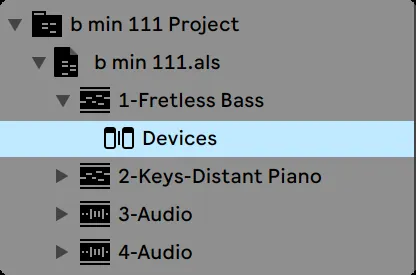 b min 111 Project
b min 111.als
1-Fretless Bass
Devices
2-Keys-Distant Piano
3-Audio
4-Audio